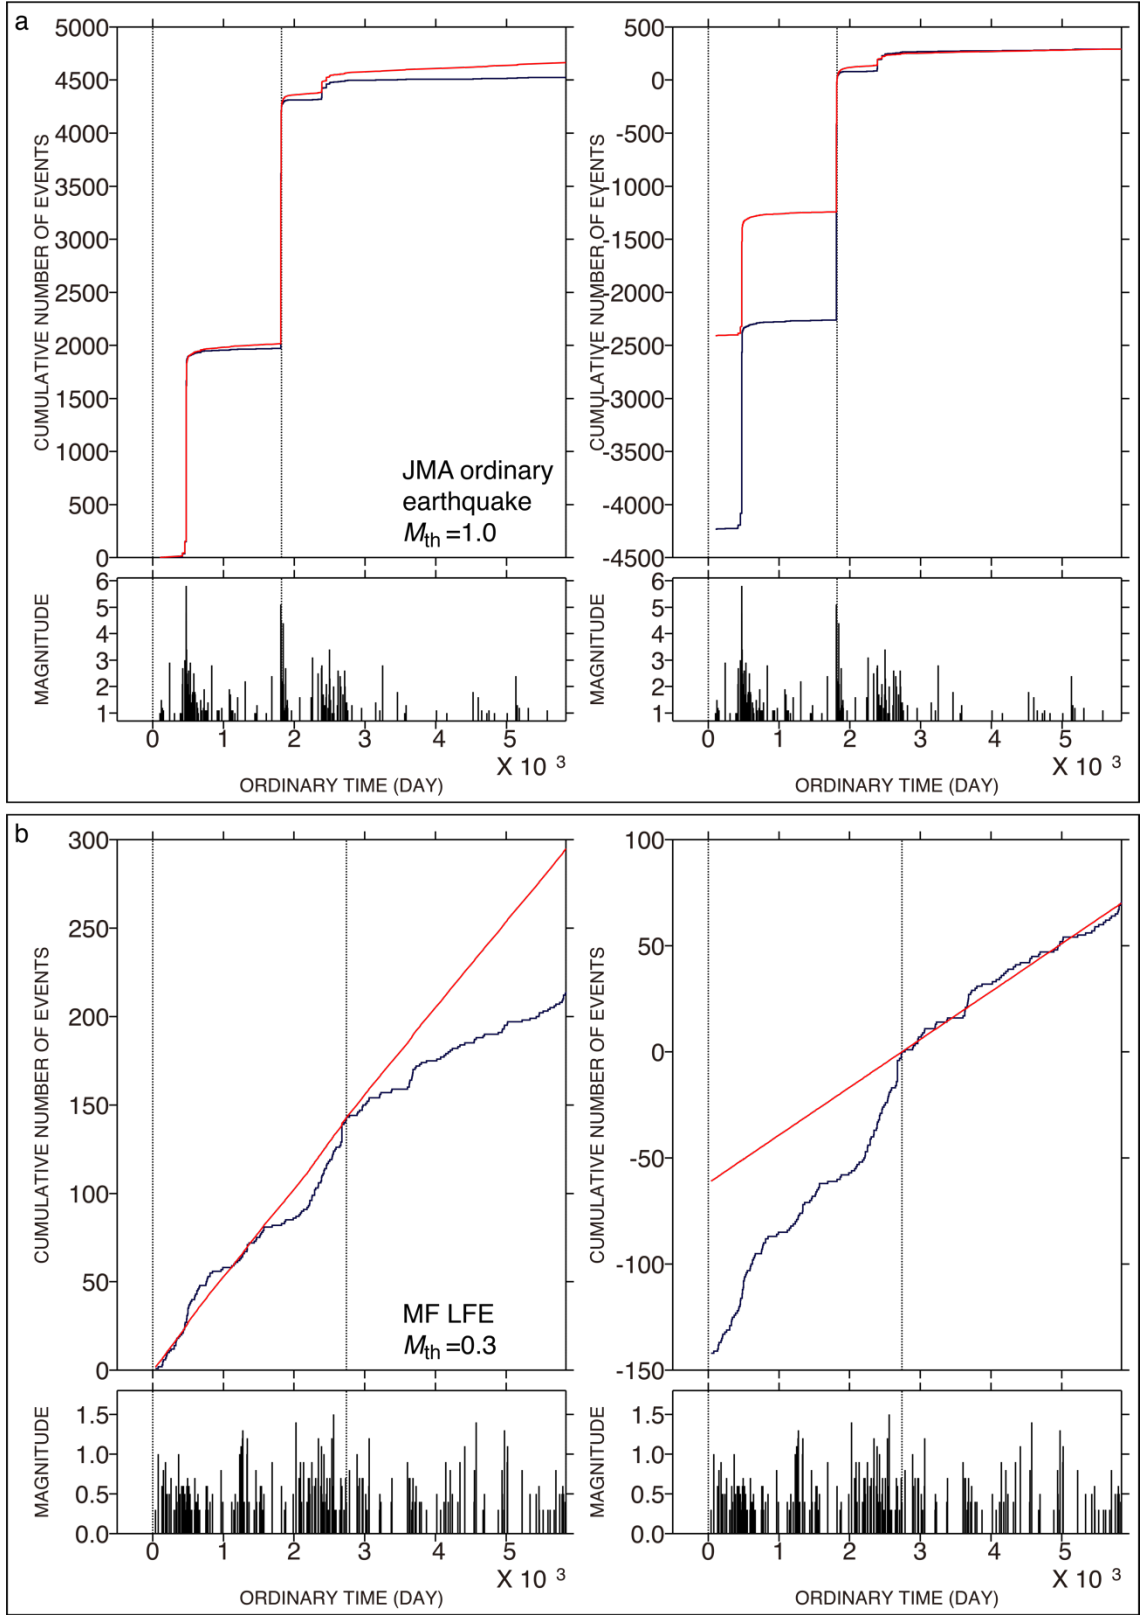 a
5000
4500
4000
3500
3000
2500
2000
1500
1000
500
0
CUMULATIVE NUMBER OF EVENTS
JMA ordinary
earthquake
Mth=1.0
6
5
4
3
2
1
MAGNITUDE
0 1 2 3 4 5
X 10 3
ORDINARY TIME (DAY)
500
0
-500
-1000
-1500
-2000
-2500
-3000
-3500
-4000
-4500
CUMULATIVE NUMBER OF EVENTS
6
5
4
3
2
1
MAGNITUDE
0 1 2 3 4 5
X 10 3
ORDINARY TIME (DAY)
b
300
250
200
150
100
50
0
CUMULATIVE NUMBER OF EVENTS
MF LFE
Mth=0.3
1.5
1.0
0.5
0.0
MAGNITUDE
0 1 2 3 4 5
X 10 3
ORDINARY TIME (DAY)
100
50
0
-50
-100
-150
CUMULATIVE NUMBER OF EVENTS
1.5
1.0
0.5
0.0
MAGNITUDE
0 1 2 3 4 5
X 10 3
ORDINARY TIME (DAY)